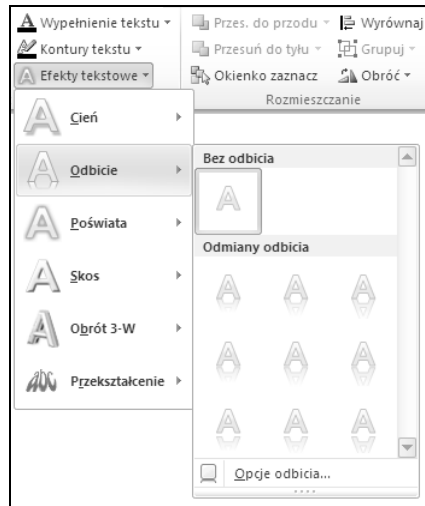 Wypełnienie tekstu
Kontury tekstu
Efekty tekstowe
Przes. do przodu
Przesuń do tyłu
Okienko zaznacz
Wyrównaj
Grupuj
Obróć
Rozmieszczanie
Cień
Odbicie
Poświata
Skos
Obrót 3-W
Przekształcenie
Bez odbicia
Odmiany odbicia
Opcje odbicia...